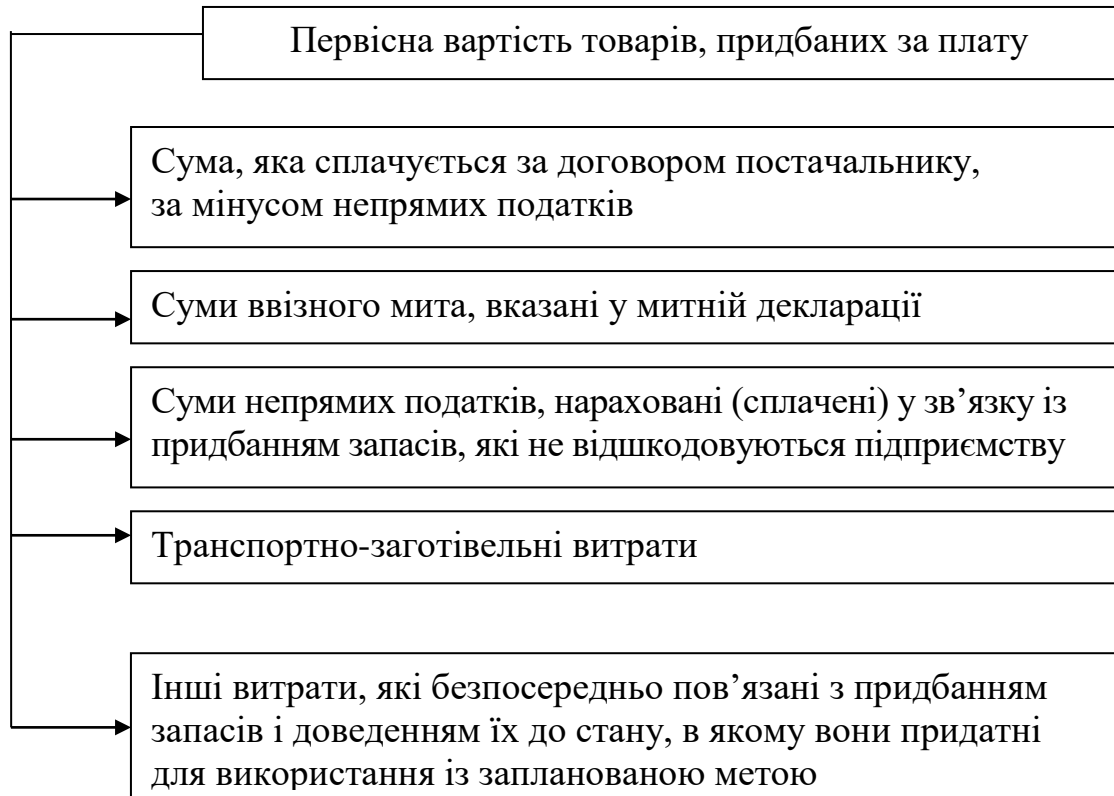 Первісна вартість товарів, придбаних за плату
Сума, яка сплачується за договором постачальнику,
за мінусом непрямих податків
Суми ввізного мита, вказані у митній декларації
Суми непрямих податків, нараховані (сплачені) у зв’язку із
придбанням запасів, які не відшкодовуються підприємству
Транспортно-заготівельні витрати
Інші витрати, які безпосередньо пов’язані з придбанням
запасів і доведенням їх до стану, в якому вони придатні
для використання із запланованою метою